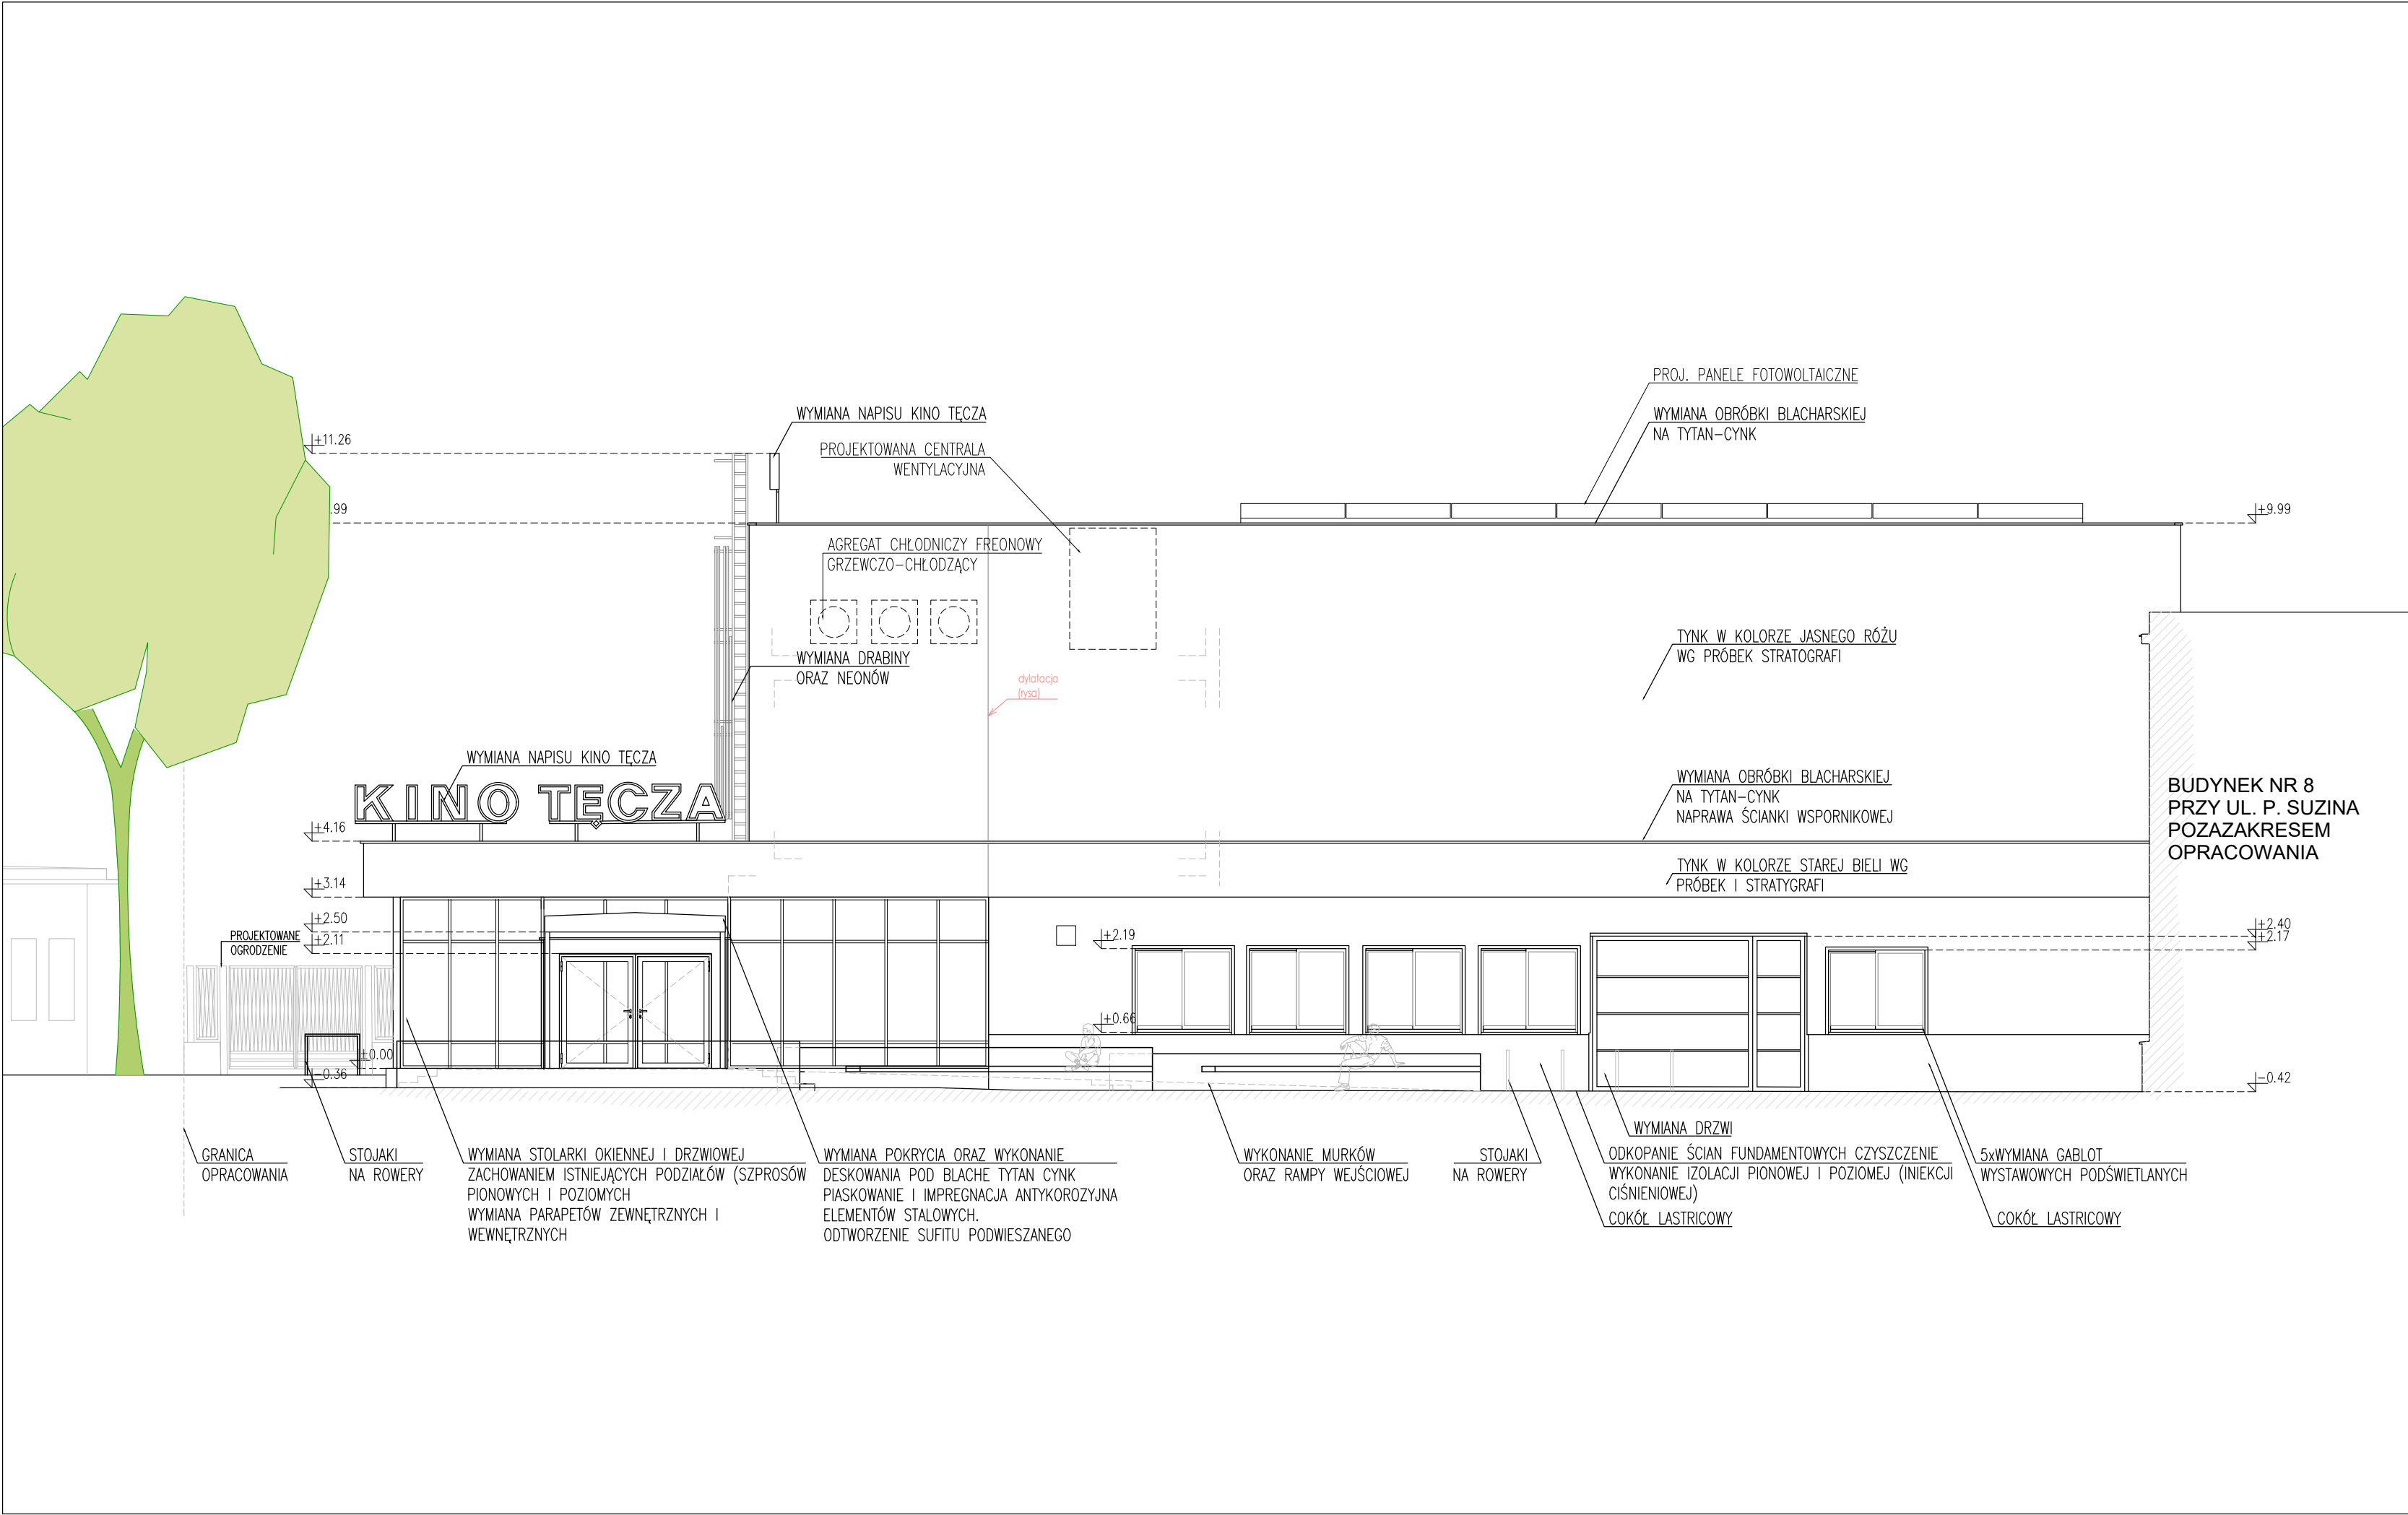 PROJ. PANELE FOTOWOLTAICZNE
WYMIANA NAPISU KINO TĘCZA
WYMIANA OBRÓBKI BLACHARSKIEJ
NA TYTAN-CYNK
+11.26
PROJEKTOWANA CENTRALA
WENTYLACYJNA
.99
+9.99
AGREGAT CHŁODNICZY FREONOWY
GRZEWCZO-CHŁODZĄCY
TYNK W KOLORZE JASNEGO RÓŻU
WG PRÓBEK STRATOGRAFI
WYMIANA DRABINY
ORAZ NEONÓW
dylatacja
(rysa)
WYMIANA NAPISU KINO TĘCZA
KINO TĘCZA
WYMIANA OBRÓBKI BLACHARSKIEJ
NA TYTAN-CYNK
NAPRAWA ŚCIANKI WSPORNIKOWEJ
BUDYNEK NR 8
PRZY UL. P. SUZINA
POZAZAKRESEM
OPRACOWANIA
+4.16
TYNK W KOLORZE STAREJ BIELI WG
PRÓBEK I STRATYGRAFI
+3.14
+2.50
+2.11
PROJEKTOWANE
OGRODZENIE
+2.19
+2.40
+2.17
+0.66
+0.00
-0.36
-0.42
GRANICA
OPRACOWANIA
STOJAKI
NA ROWERY
WYMIANA STOLARKI OKIENNEJ I DRZWIOWEJ
ZACHOWANIEM ISTNIEJĄCYCH PODZIAŁÓW (SZPROSÓW
PIONOWYCH I POZIOMYCH
WYMIANA PARAPETÓW ZEWNĘTRZNYCH I
WEWNĘTRZNYCH
WYMIANA POKRYCIA ORAZ WYKONANIE
DESKOWANIA POD BLACHE TYTAN CYNK
PIASKOWANIE I IMPREGNACJA ANTYKOROZYJNA
ELEMENTÓW STALOWYCH.
ODTWORZENIE SUFITU PODWIESZANEGO
WYKONANIE MURKÓW
ORAZ RAMPY WEJŚCIOWEJ
STOJAKI
NA ROWERY
WYMIANA DRZWI
ODKOPANIE ŚCIAN FUNDAMENTOWYCH CZYSZCZENIE
WYKONANIE IZOLACJI PIONOWEJ I POZIOMEJ (INIEKCJI
CIŚNIENIOWEJ)
COKÓŁ LASTRICOWY
5xWYMIANA GABLOT
WYSTAWOWYCH PODŚWIETLANYCH
COKÓŁ LASTRICOWY